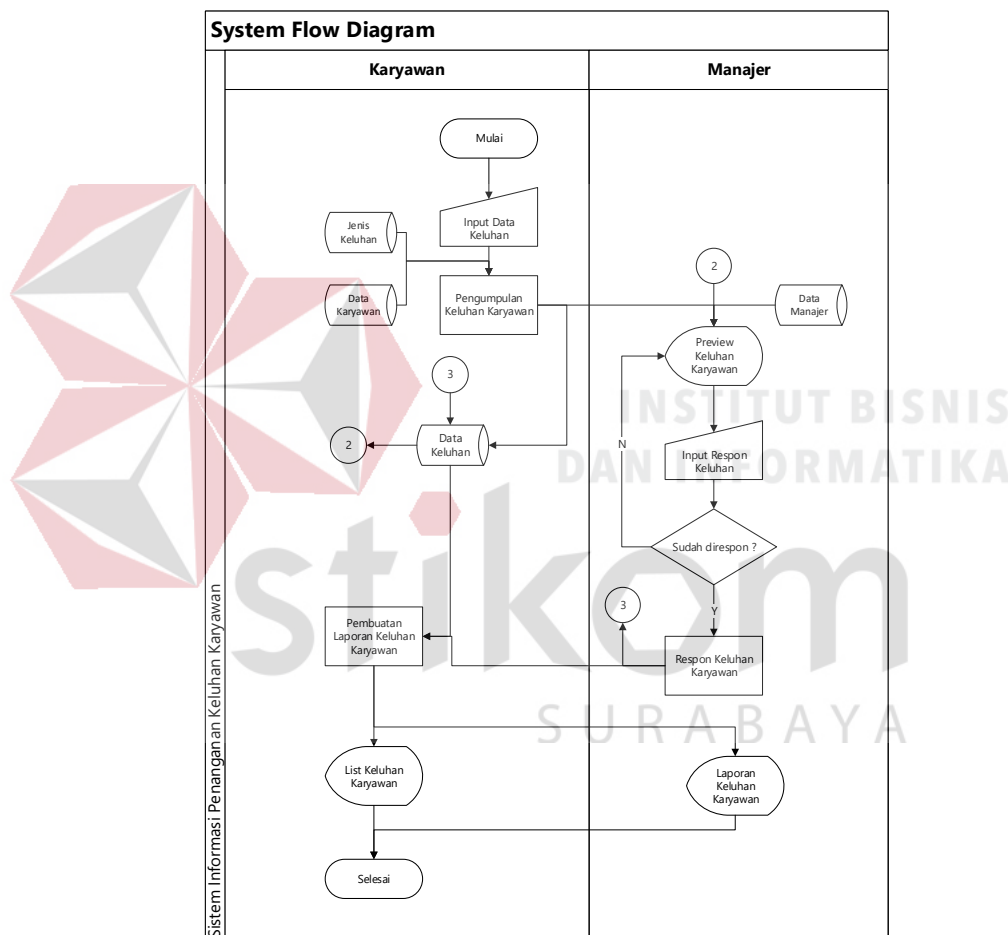 System Flow Diagram
Karyawan
Manajer
Sistem Informasi Penanganan Keluhan Karyawan
Mulai
Input Data
Keluhan
Jenis
Keluhan
Data
Karyawan
Pengumpulan
Keluhan Karyawan
2
Data
Manajer
Preview
Keluhan
Karyawan
3
2
Data
Keluhan
N
Input Respon
Keluhan
Sudah direspon ?
Y
3
Pembuatan
Laporan Keluhan
Karyawan
Respon Keluhan
Karyawan
List Keluhan
Karyawan
Laporan
Keluhan
Karyawan
Selesai
INSTITUT BISNIS
DAN INFORMATIKA
stikom
SURABAYA